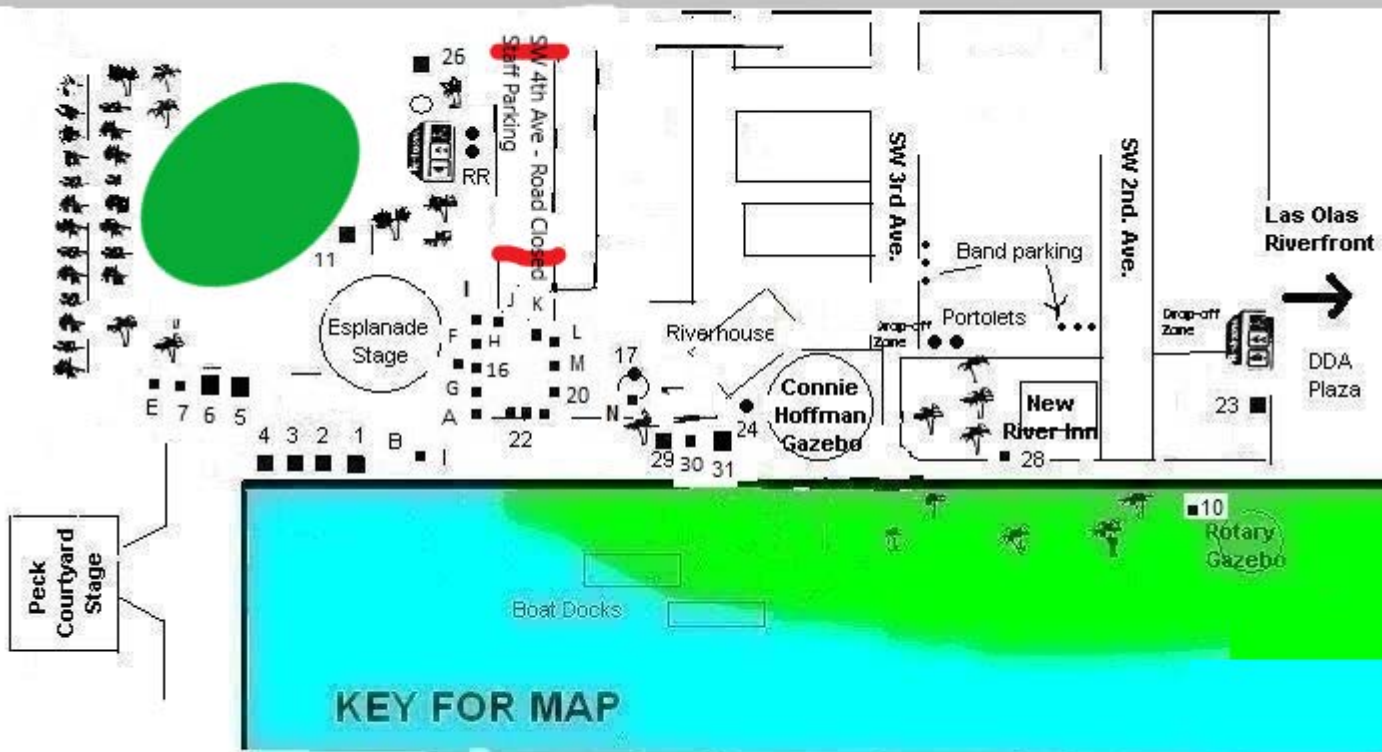 26
SW 4th Ave - Road Closed
Staff Parking
RR
SW 3rd Ave.
SW 2nd. Ave.
Las Olas
Riverfront
11
Band parking
Esplanade
Stage
I
J
K
F
H
L
Riverhouse
Drop-off
Zone
Portolets
Drop-off
Zone
DDA
Plaza
16
M
17
G
20
E
7
6
5
A
22
N
24
Connie
Hoffman
Gazebo
New
River Inn
23
4
3
2
1
B
29
30
31
28
10
Rotary
Gazebo
Peck
Courtyard
Stage
Boat Docks
KEY FOR MAP